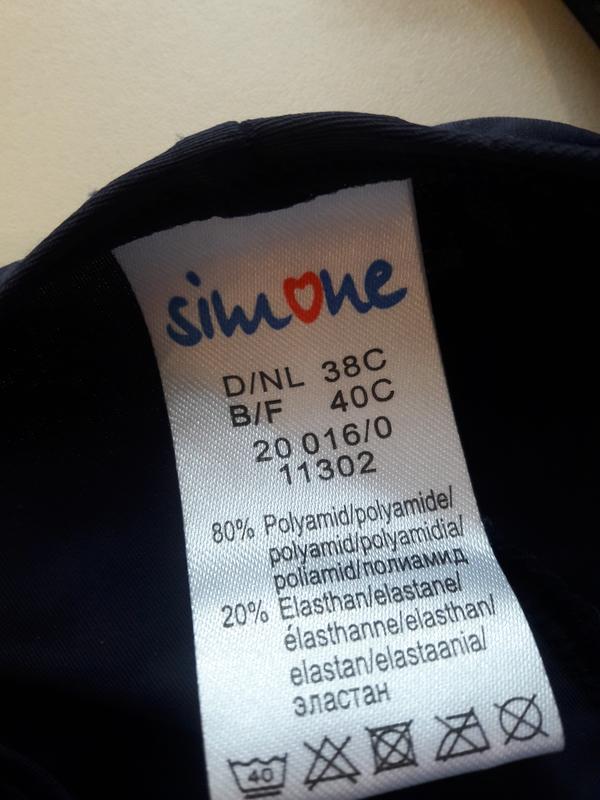 simone
D/NL 38C
B/F 40C
20 016/0
11302
80% Polyamid/polyamide/
polyamid/polyamidia/
poliamid/полиамид
20% Elasthan/elastane/
élasthanne/elasthan/
elastan/elastaania/
эластан
40